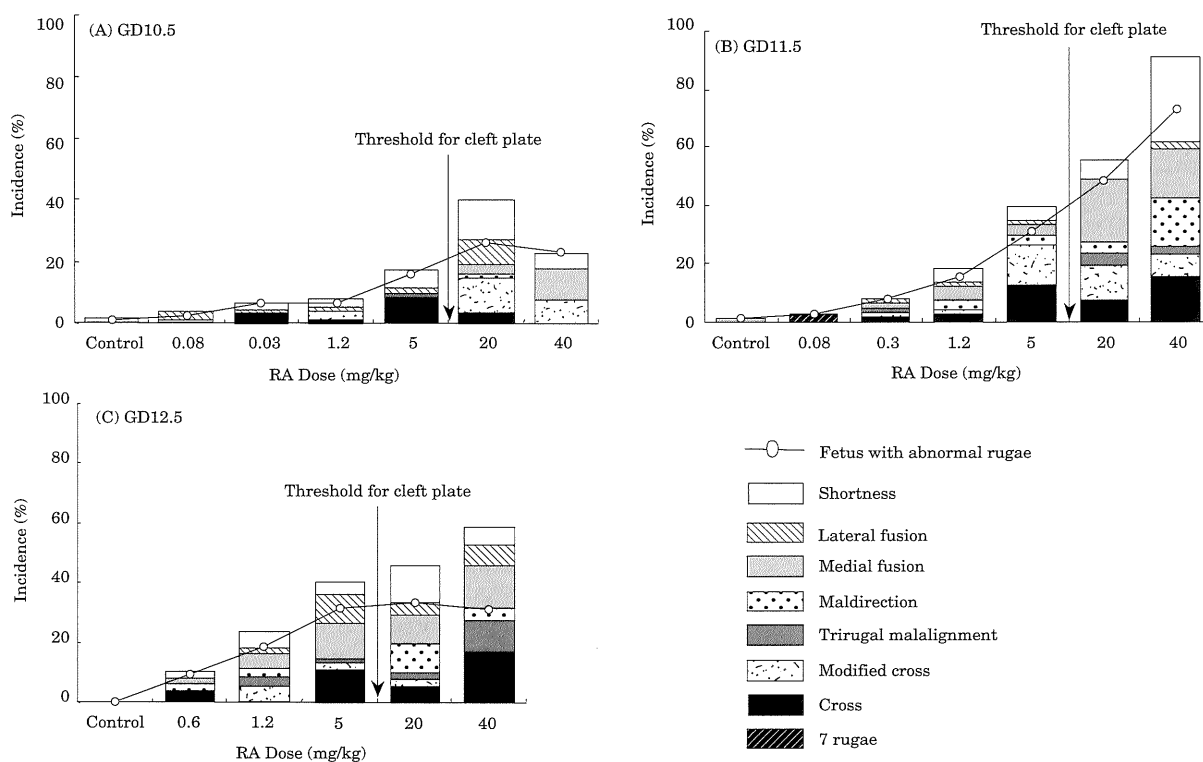 (A) GD10.5
Threshold for cleft plate
Incidence (%)
100
80
60
40
20
0
Control 0.08 0.03 1.2 5 20 40
RA Dose (mg/kg)
(B) GD11.5
Threshold for cleft plate
Incidence (%)
100
80
60
40
20
0
Control 0.08 0.3 1.2 5 20 40
RA Dose (mg/kg)
(C) GD12.5
Threshold for cleft plate
Incidence (%)
100
80
60
40
20
0
Control 0.6 1.2 5 20 40
RA Dose (mg/kg)
Fetus with abnormal rugae
Shortness
Lateral fusion
Medial fusion
Maldirection
Trirugal malalignment
Modified cross
Cross
7 rugae